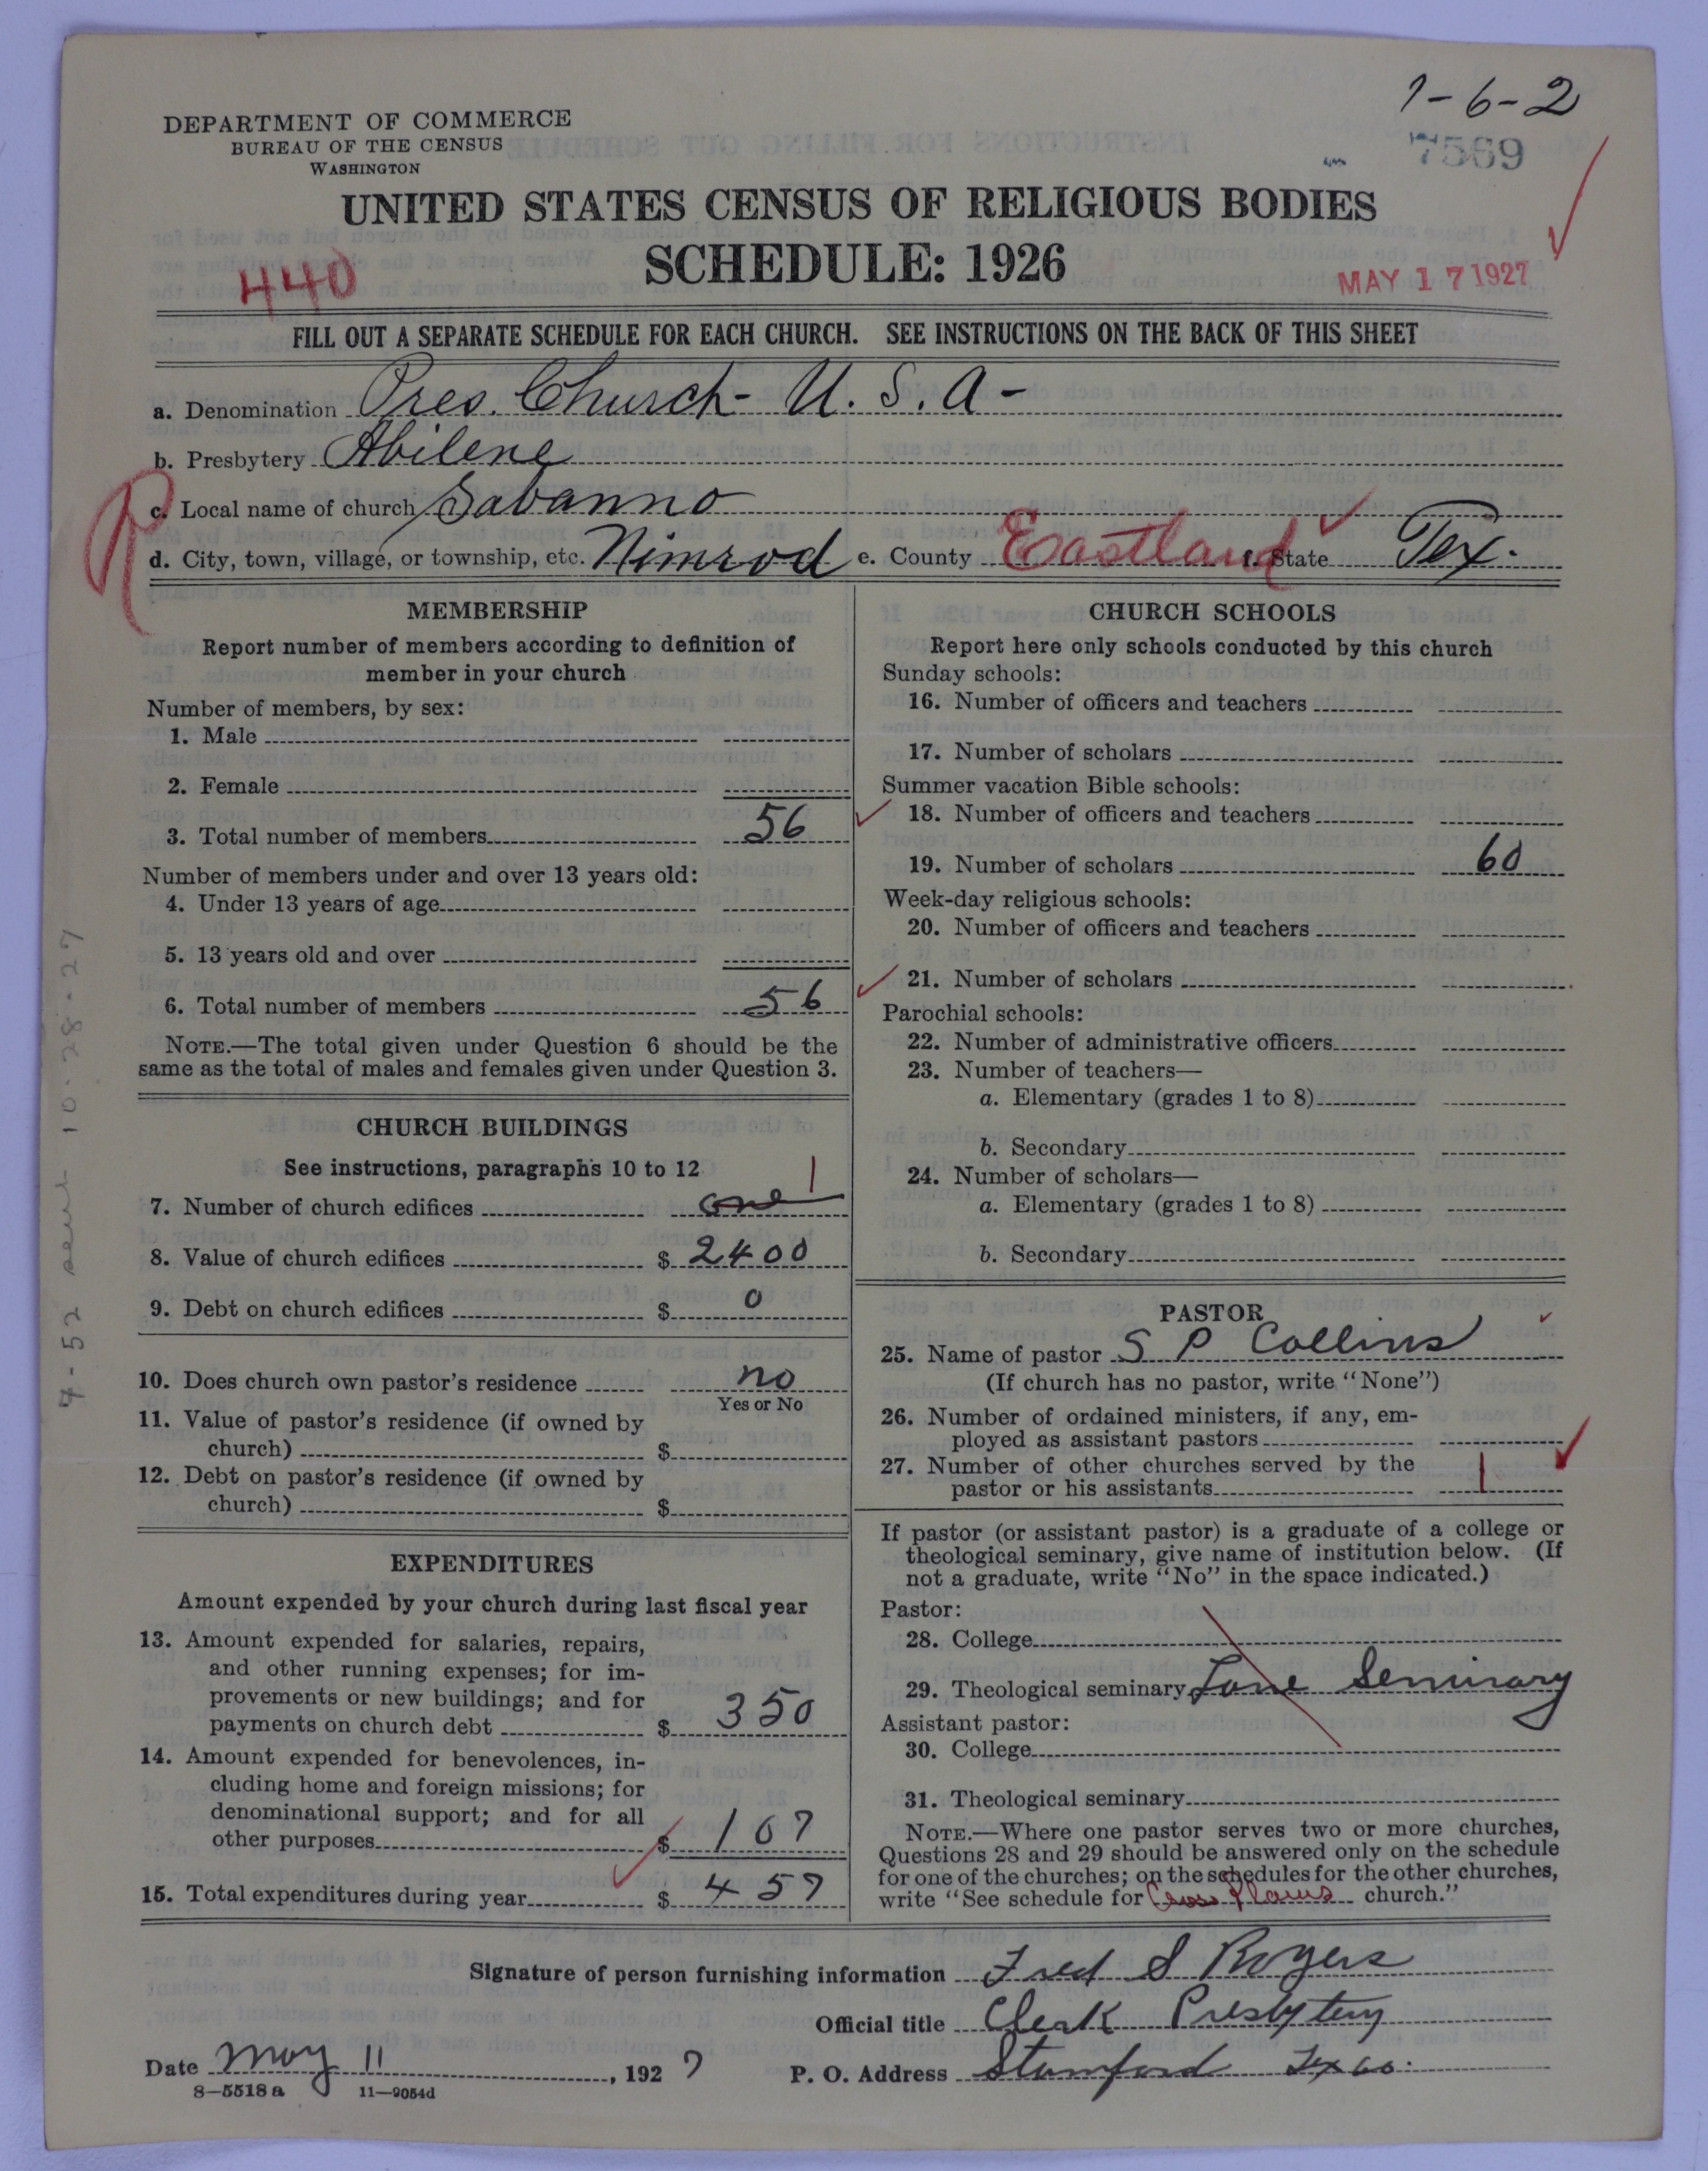 1-6-2
DEPARTMENT OF COMMERCE
BUREAU OF THE CENSUS
WASHINGTON
7569
UNITED STATES CENSUS OF RELIGIOUS BODIES
SCHEDULE: 1926
440
MAY 17 1927
FILL OUT A SEPARATE SCHEDULE FOR EACH CHURCH. SEE INSTRUCTIONS ON THE BACK OF THIS SHEET
a. Denomination Pres. Church - U. S. A -
b. Presbytery Abilene
c. Local name of church Sabanno
d. City, town, village, or township, etc. Nimrod e. County Eastland f. State Tex.
MEMBERSHIP
Report number of members according to definition of
member in your church
Number of members, by sex:
1. Male
2. Female
3. Total number of members 56
Number of members under and over 13 years old:
4. Under 13 years of age
5. 13 years old and over
6. Total number of members 56
NOTE.—The total given under Question 6 should be the
same as the total of males and females given under Question 3.
CHURCH BUILDINGS
See instructions, paragraphs 10 to 12
7. Number of church edifices one 1
8. Value of church edifices $ 2400
9. Debt on church edifices $ 0
10. Does church own pastor's residence no
Yes or No
11. Value of pastor's residence (if owned by
church) $
12. Debt on pastor's residence (if owned by
church) $
EXPENDITURES
Amount expended by your church during last fiscal year
13. Amount expended for salaries, repairs,
and other running expenses; for im-
provements or new buildings; and for
payments on church debt $ 350
14. Amount expended for benevolences, in-
cluding home and foreign missions; for
denominational support; and for all
other purposes $ 107
15. Total expenditures during year $ 457
CHURCH SCHOOLS
Report here only schools conducted by this church
Sunday schools:
16. Number of officers and teachers
17. Number of scholars
Summer vacation Bible schools:
18. Number of officers and teachers
19. Number of scholars 60
Week-day religious schools:
20. Number of officers and teachers
21. Number of scholars
Parochial schools:
22. Number of administrative officers
23. Number of teachers—
a. Elementary (grades 1 to 8)
b. Secondary
24. Number of scholars—
a. Elementary (grades 1 to 8)
b. Secondary
PASTOR
25. Name of pastor S P Collins
(If church has no pastor, write "None")
26. Number of ordained ministers, if any, em-
ployed as assistant pastors
27. Number of other churches served by the
pastor or his assistants 1
If pastor (or assistant pastor) is a graduate of a college or
theological seminary, give name of institution below. (If
not a graduate, write "No" in the space indicated.)
Pastor:
28. College
29. Theological seminary Lane Seminary
Assistant pastor:
30. College
31. Theological seminary
NOTE.—Where one pastor serves two or more churches,
Questions 28 and 29 should be answered only on the schedule
for one of the churches; on the schedules for the other churches,
write "See schedule for Cross Plains church."
Signature of person furnishing information Fred S Rogers
Official title Clerk Presbytery
Date May 11, 1927 P. O. Address Stamford Texas.
8—5518 a 11—9054d
7-52 sent 10-28-27